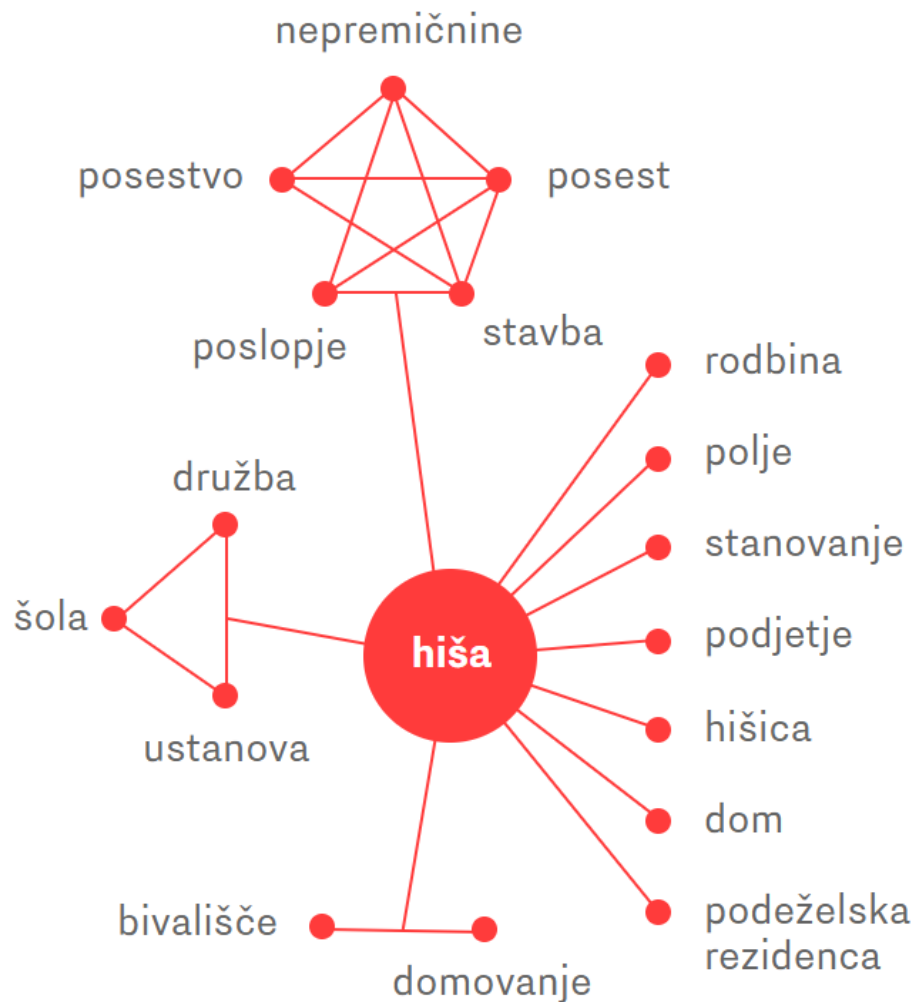 nepremičnine
posestvo
posest
poslopje
stavba
rodbina
polje
družba
stanovanje
šola
podjetje
hiša
hišica
ustanova
dom
bivališče
podeželska
rezidenca
domovanje